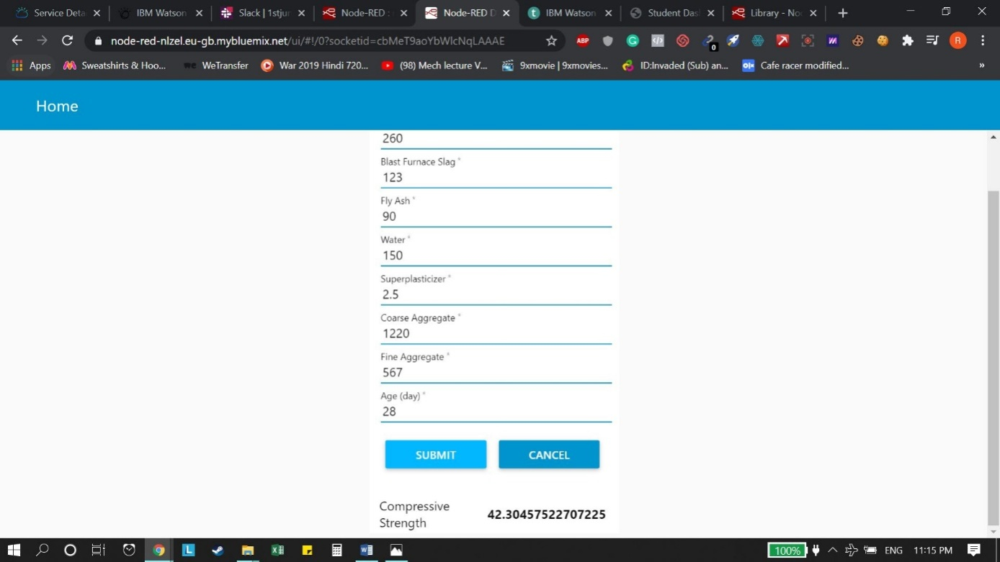 Service Deta
IBM Watson
Slack | 1stjur
Node-RED :
Node-RED D
IBM Watson
Student Das
Library - No
node-red-nlzel.eu-gb.mybluemix.net/ui/#!/0?socketid=cbMeT9aoYbWlcNqLAAAE
ABP
0
R
Apps
Sweatshirts & Hoo...
WeTransfer
War 2019 Hindi 720...
(98) Mech lecture V...
9xmovie | 9xmovies...
ID:Invaded (Sub) an...
Cafe racer modified...
»
Home
260
Blast Furnace Slag *
123
Fly Ash *
90
Water *
150
Superplasticizer *
2.5
Coarse Aggregate *
1220
Fine Aggregate *
567
Age (day) *
28
SUBMIT
CANCEL
Compressive
Strength
42.30457522707225
100%
ENG
11:15 PM